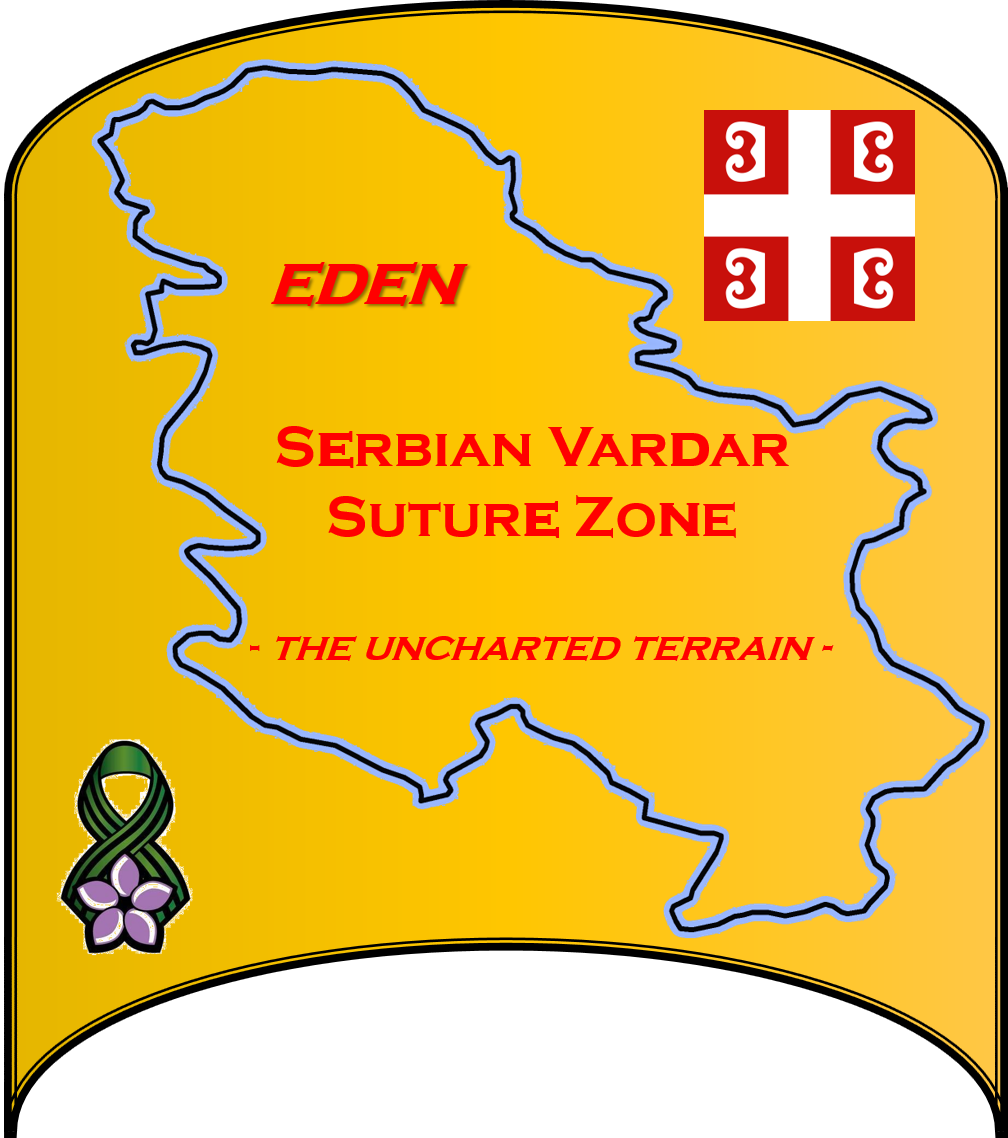 EDEN
SERBIAN VARDAR
SUTURE ZONE
- THE UNCHARTED TERRAIN -